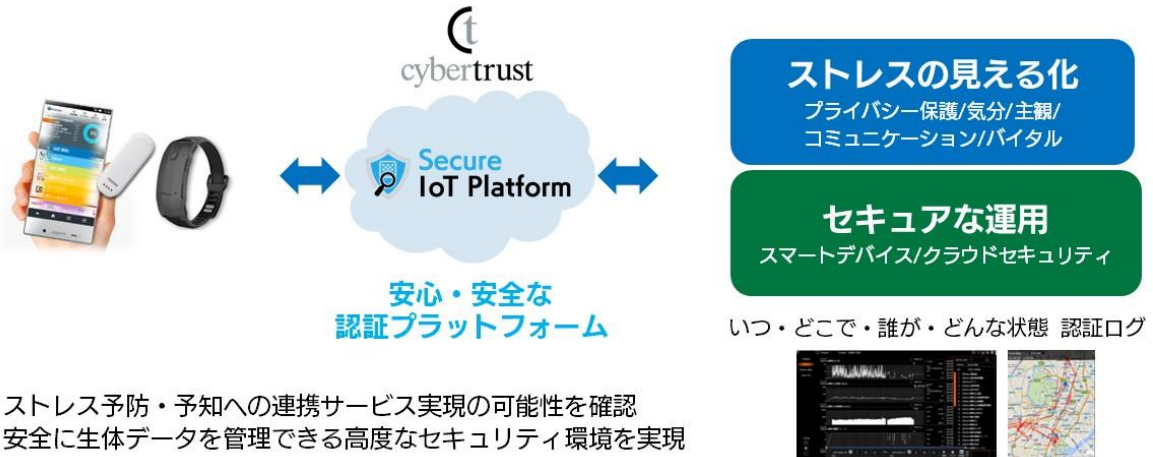 cybertrust
Secure
IoT Platform
安心・安全な
認証プラットフォーム
ストレスの見える化
プライバシー保護/気分/主観/
コミュニケーション/バイタル
セキュアな運用
スマートデバイス/クラウドセキュリティ
いつ・どこで・誰が・どんな状態 認証ログ
ストレス予防・予知への連携サービス実現の可能性を確認
安全に生体データを管理できる高度なセキュリティ環境を実現